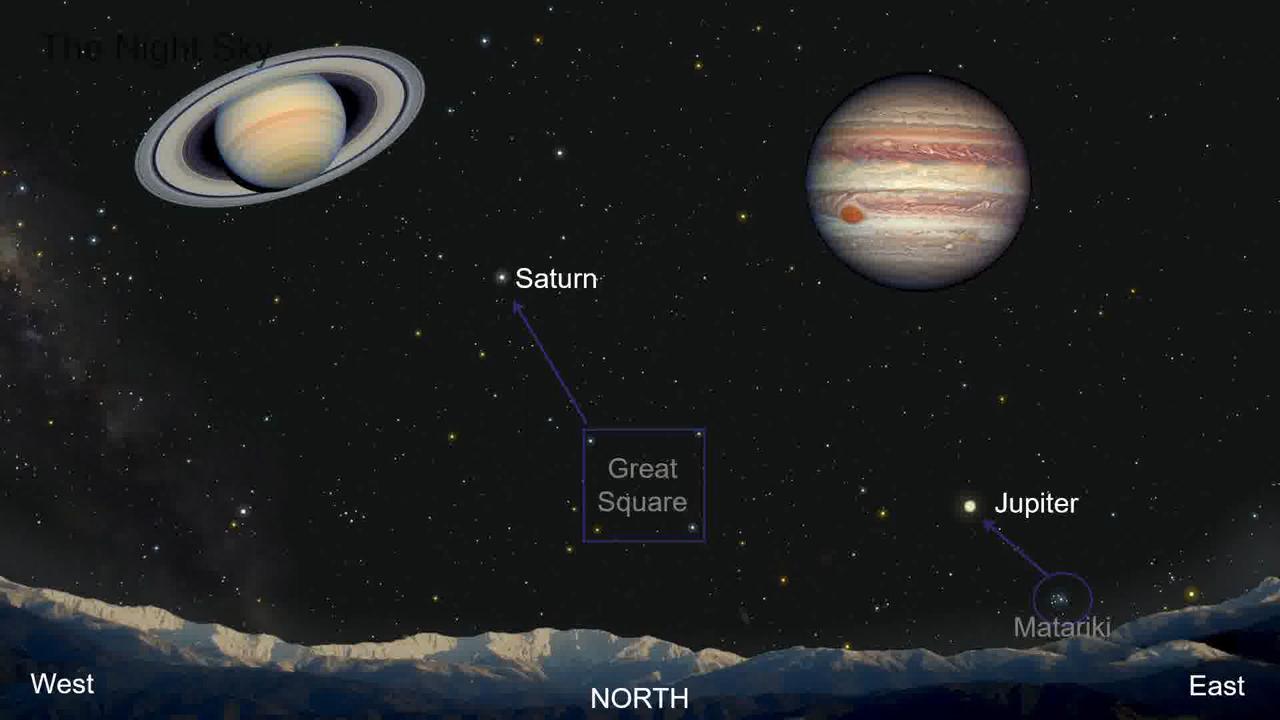 The Night Sky
Saturn
Great
Square
Jupiter
Matariki
West
NORTH
East